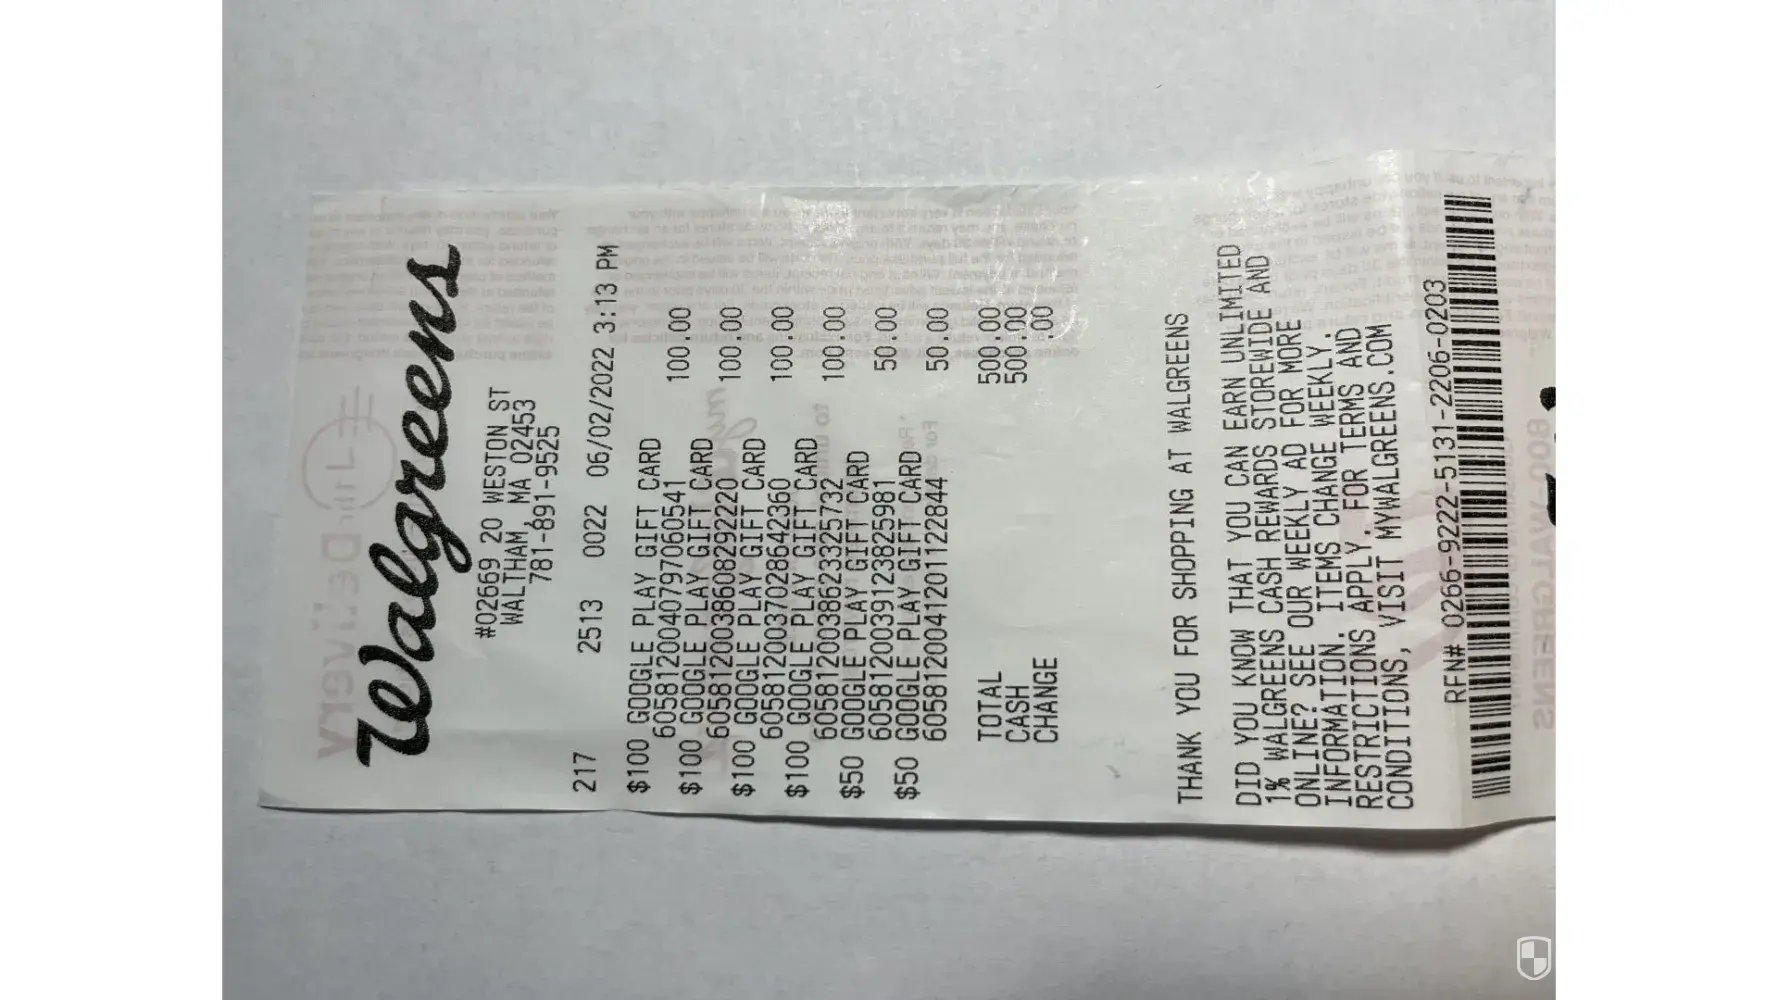 Walgreens
#02669 20 WESTON ST
WALTHAM, MA 02453
781-891-9525
217 2513 0022 06/02/2022 3:13 PM
$100 GOOGLE PLAY GIFT CARD 100.00
6058120040797060541
$100 GOOGLE PLAY GIFT CARD 100.00
6058120038608292220
$100 GOOGLE PLAY GIFT CARD 100.00
6058120037028642360
$100 GOOGLE PLAY GIFT CARD 100.00
6058120038623325732
$50 GOOGLE PLAY GIFT CARD 50.00
6058120039123825981
$50 GOOGLE PLAY GIFT CARD 50.00
6058120041201122844
TOTAL 500.00
CASH 500.00
CHANGE .00
THANK YOU FOR SHOPPING AT WALGREENS
DID YOU KNOW THAT YOU CAN EARN UNLIMITED
1% WALGREENS CASH REWARDS STOREWIDE AND
ONLINE? SEE OUR WEEKLY AD FOR MORE
INFORMATION. ITEMS CHANGE WEEKLY.
RESTRICTIONS APPLY. FOR TERMS AND
CONDITIONS, VISIT MYWALGREENS.COM
RFN# 0266-9222-5131-2206-0203